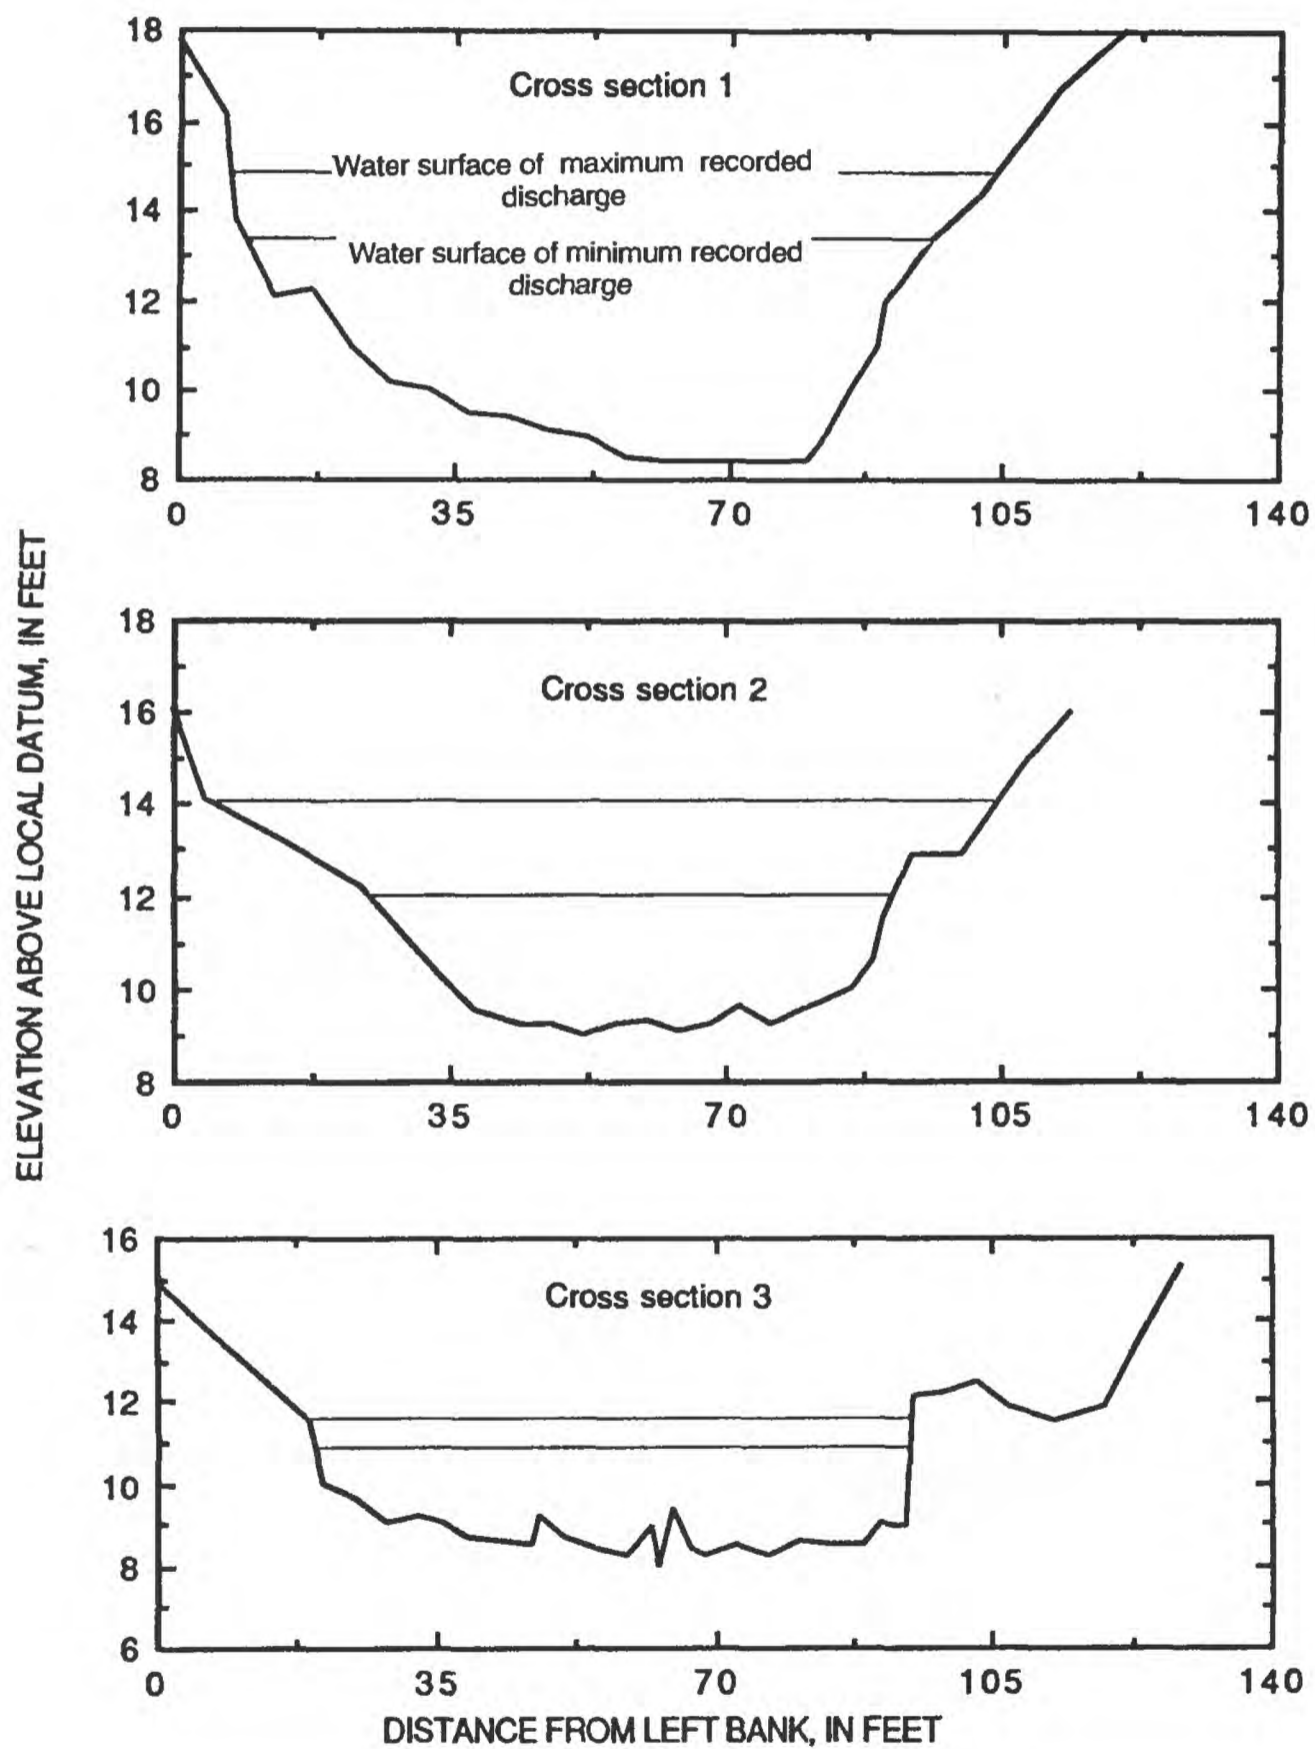 18
Cross section 1
16
Water surface of maximum recorded
discharge
14
Water surface of minimum recorded
discharge
12
10
8
0 35 70 105 140
ELEVATION ABOVE LOCAL DATUM, IN FEET
18
Cross section 2
16
14
12
10
8
0 35 70 105 140
16
Cross section 3
14
12
10
8
6
0 35 70 105 140
DISTANCE FROM LEFT BANK, IN FEET